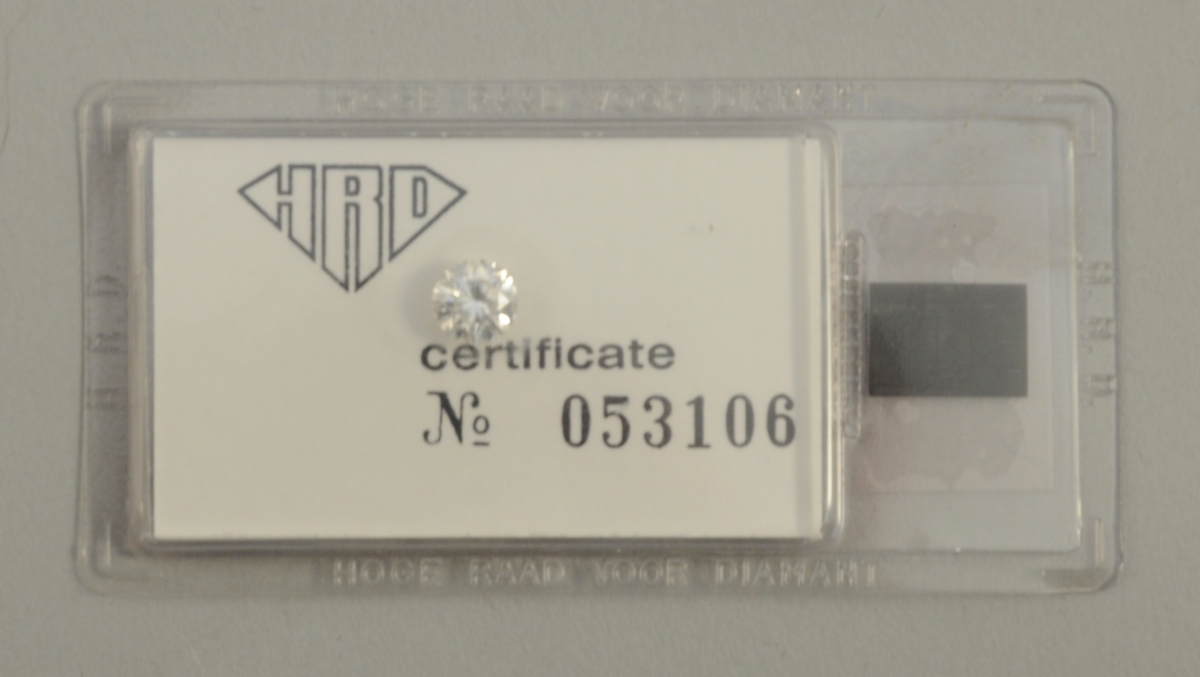 HOGE RAAD VOOR DIAMANT
HRD
certificate
№ 053106
H R D
H R D
HOGE RAAD VOOR DIAMANT